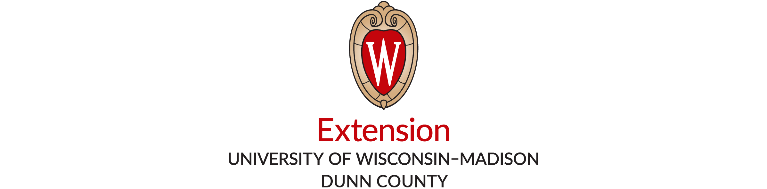 W
Extension
UNIVERSITY OF WISCONSIN–MADISON
DUNN COUNTY